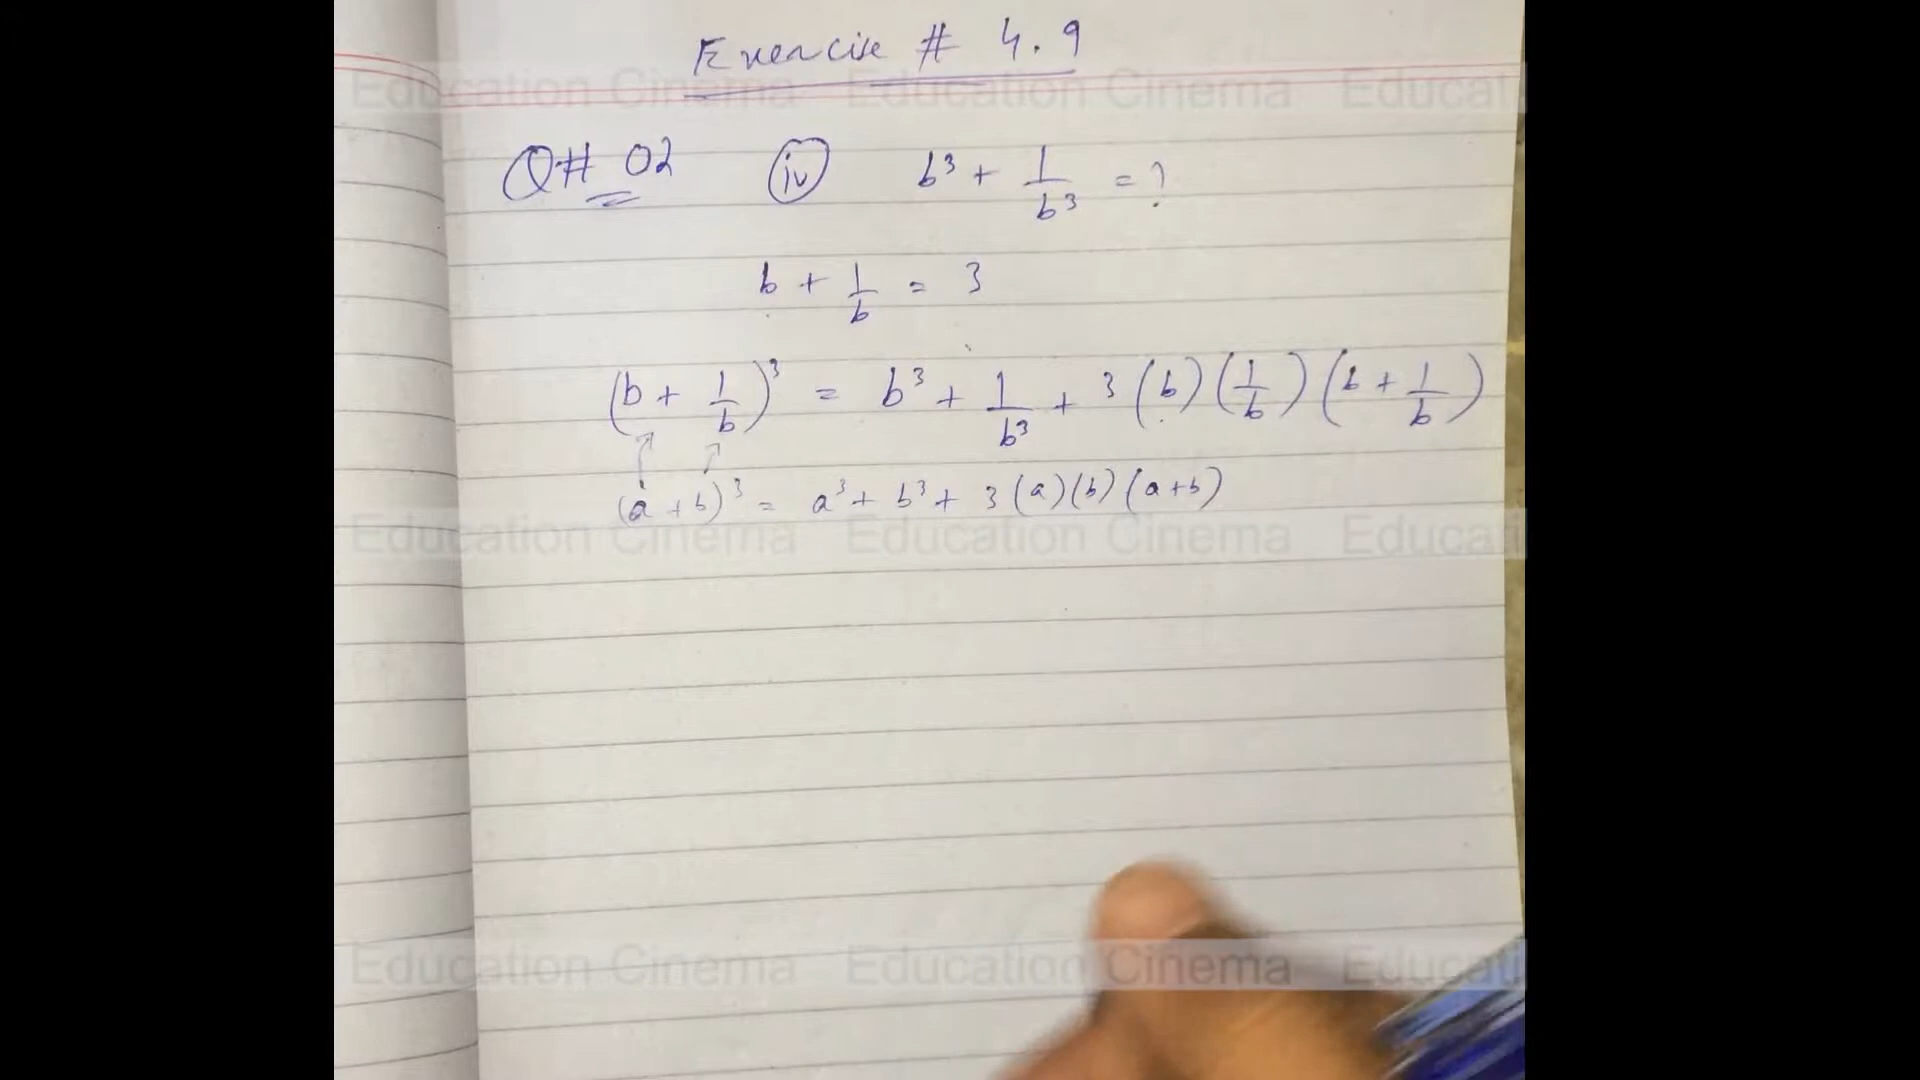 Exercise # 4.9
Education Cinema Education Cinema Educati
Q# 02 (iv) b³ + 1/b³ = ?
b + 1/b = 3
(b + 1/b)³ = b³ + 1/b³ + 3(b)(1/b)(b + 1/b)
(a + b)³ = a³ + b³ + 3(a)(b)(a+b)
Education Cinema Education Cinema Educati
Education Cinema Education Cinema Educati